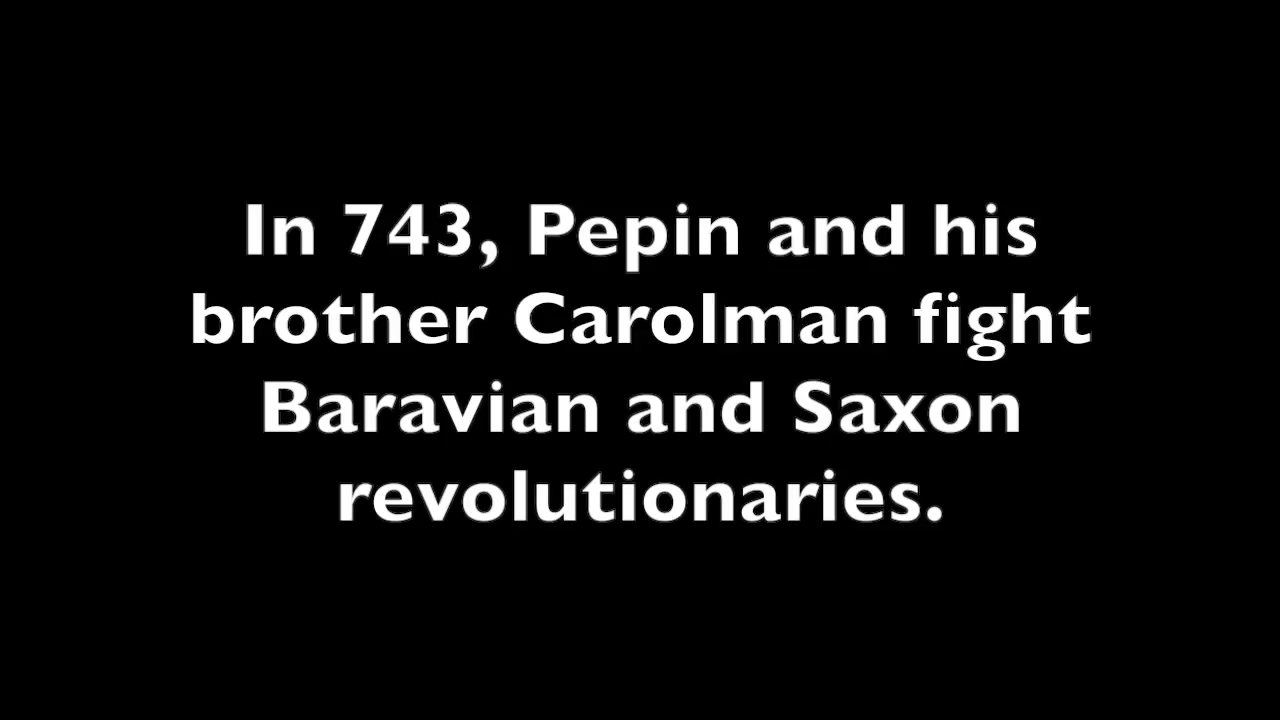 In 743, Pepin and his
brother Carolman fight
Baravian and Saxon
revolutionaries.